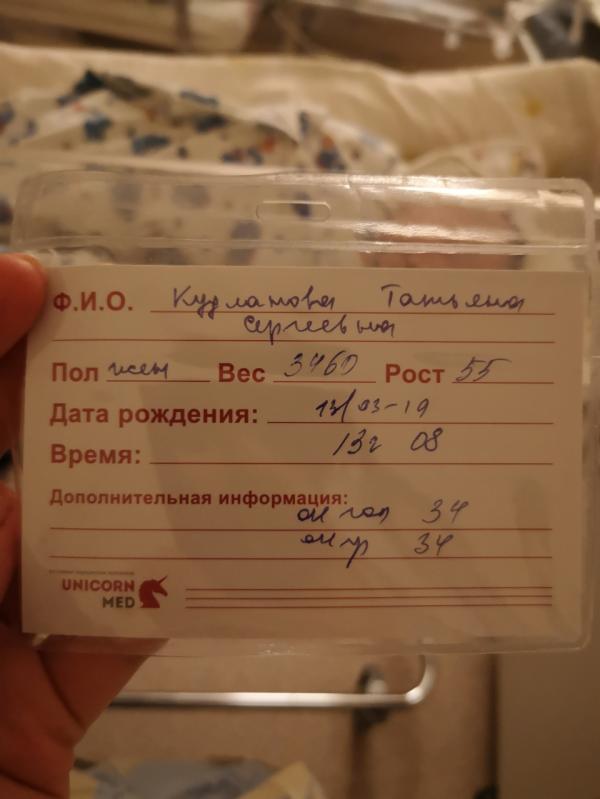 Ф.И.О. Кудламова Татьяна
Сергеевна
Пол жен Вес 3460 Рост 55
Дата рождения: 13/03-19
Время: 13ч 08
Дополнительная информация:
ок гол 34
ок гр 34
UNICORN
MED